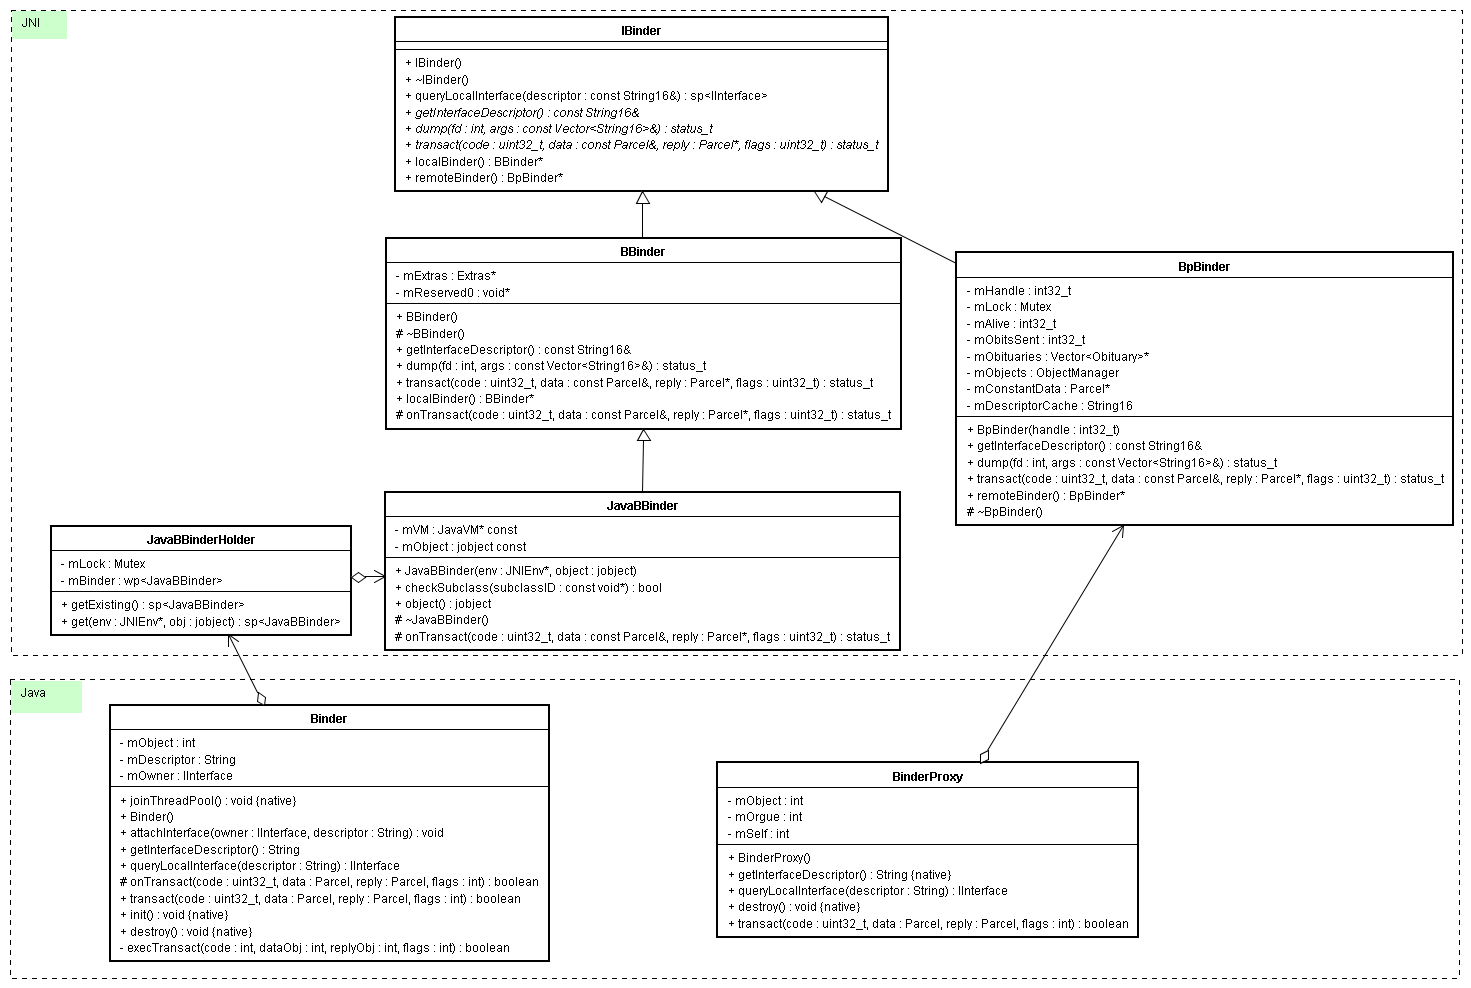 JNI
IBinder
+ IBinder()
+ ~IBinder()
+ queryLocalInterface(descriptor : const String16&) : sp<IInterface>
+ getInterfaceDescriptor() : const String16&
+ dump(fd : int, args : const Vector<String16>&) : status_t
+ transact(code : uint32_t, data : const Parcel&, reply : Parcel*, flags : uint32_t) : status_t
+ localBinder() : BBinder*
+ remoteBinder() : BpBinder*
BBinder
- mExtras : Extras*
- mReserved0 : void*
+ BBinder()
# ~BBinder()
+ getInterfaceDescriptor() : const String16&
+ dump(fd : int, args : const Vector<String16>&) : status_t
+ transact(code : uint32_t, data : const Parcel&, reply : Parcel*, flags : uint32_t) : status_t
+ localBinder() : BBinder*
# onTransact(code : uint32_t, data : const Parcel&, reply : Parcel*, flags : uint32_t) : status_t
BpBinder
- mHandle : int32_t
- mLock : Mutex
- mAlive : int32_t
- mObitsSent : int32_t
- mObituaries : Vector<Obituary>*
- mObjects : ObjectManager
- mConstantData : Parcel*
- mDescriptorCache : String16
+ BpBinder(handle : int32_t)
+ getInterfaceDescriptor() : const String16&
+ dump(fd : int, args : const Vector<String16>&) : status_t
+ transact(code : uint32_t, data : const Parcel&, reply : Parcel*, flags : uint32_t) : status_t
+ remoteBinder() : BpBinder*
# ~BpBinder()
JavaBBinderHolder
- mLock : Mutex
- mBinder : wp<JavaBBinder>
+ getExisting() : sp<JavaBBinder>
+ get(env : JNIEnv*, obj : jobject) : sp<JavaBBinder>
JavaBBinder
- mVM : JavaVM* const
- mObject : jobject const
+ JavaBBinder(env : JNIEnv*, object : jobject)
+ checkSubclass(subclassID : const void*) : bool
+ object() : jobject
# ~JavaBBinder()
# onTransact(code : uint32_t, data : const Parcel&, reply : Parcel*, flags : uint32_t) : status_t
Java
Binder
- mObject : int
- mDescriptor : String
- mOwner : IInterface
+ joinThreadPool() : void {native}
+ Binder()
+ attachInterface(owner : IInterface, descriptor : String) : void
+ getInterfaceDescriptor() : String
+ queryLocalInterface(descriptor : String) : IInterface
# onTransact(code : uint32_t, data : Parcel, reply : Parcel, flags : int) : boolean
+ transact(code : uint32_t, data : Parcel, reply : Parcel, flags : int) : boolean
+ init() : void {native}
+ destroy() : void {native}
- execTransact(code : int, dataObj : int, replyObj : int, flags : int) : boolean
BinderProxy
- mObject : int
- mOrgue : int
- mSelf : int
+ BinderProxy()
+ getInterfaceDescriptor() : String {native}
+ queryLocalInterface(descriptor : String) : IInterface
+ destroy() : void {native}
+ transact(code : uint32_t, data : Parcel, reply : Parcel, flags : int) : boolean